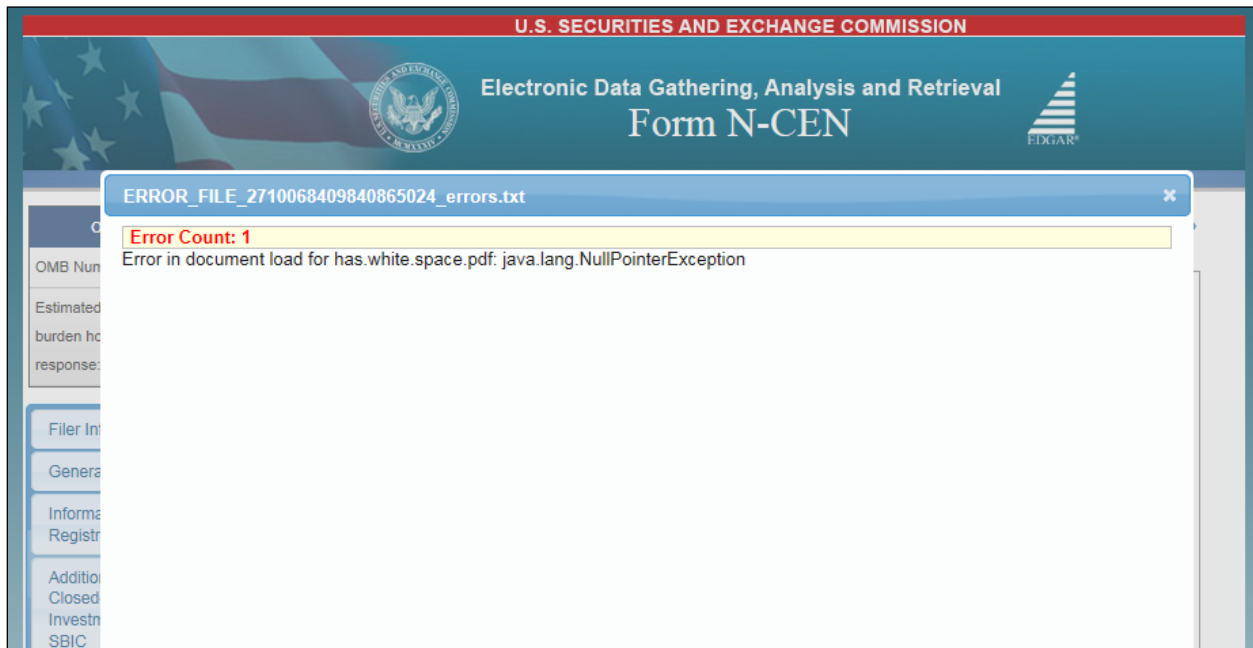 U.S. SECURITIES AND EXCHANGE COMMISSION
Electronic Data Gathering, Analysis and Retrieval
Form N-CEN
EDGAR®
ERROR_FILE_2710068409840865024_errors.txt
Error Count: 1
Error in document load for has.white.space.pdf: java.lang.NullPointerException
O
OMB Num
Estimated
burden ho
response:
Filer In
Genera
Informa
Registr
Additio
Closed
Investm
SBIC